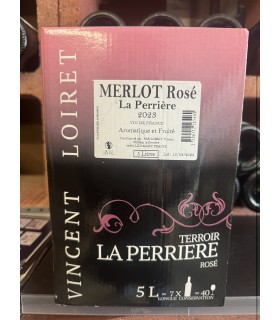 MERLOT Rosé
La Perrière
2023
VIN DE FRANCE
Aromatique et Fruité
5 Litres
VINCENT LOIRET
TERROIR
LA PERRIERE
ROSÉ
5 L = 7 X = 40
LONGUE CONSERVATION